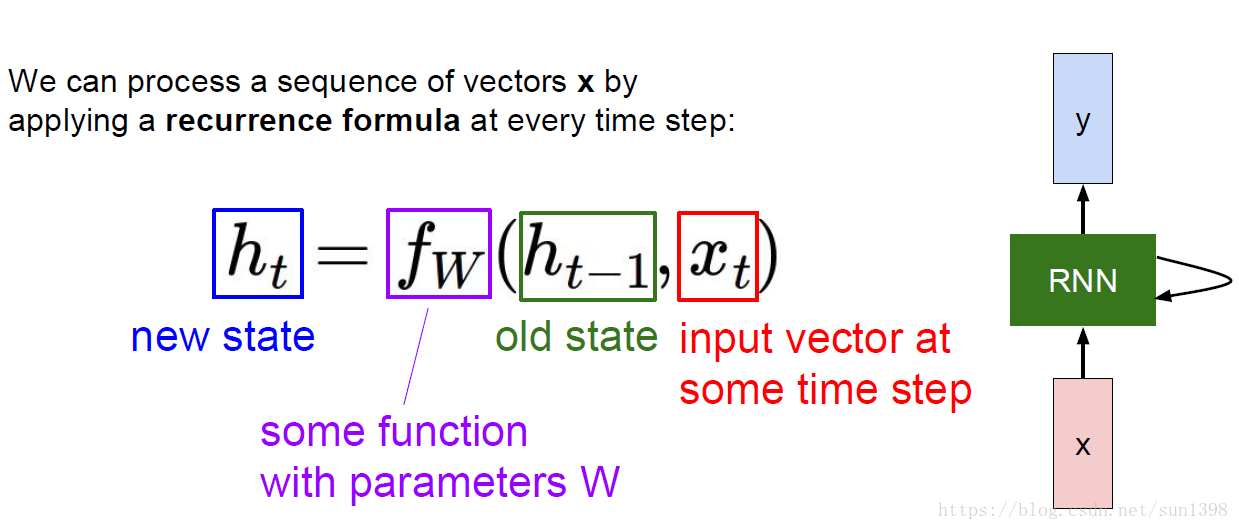 We can process a sequence of vectors x by
applying a recurrence formula at every time step:
h_t = f_W(h_{t-1}, x_t)
new state
old state
input vector at
some time step
some function
with parameters W
y
RNN
x
https://blog.csdn.net/sun1398